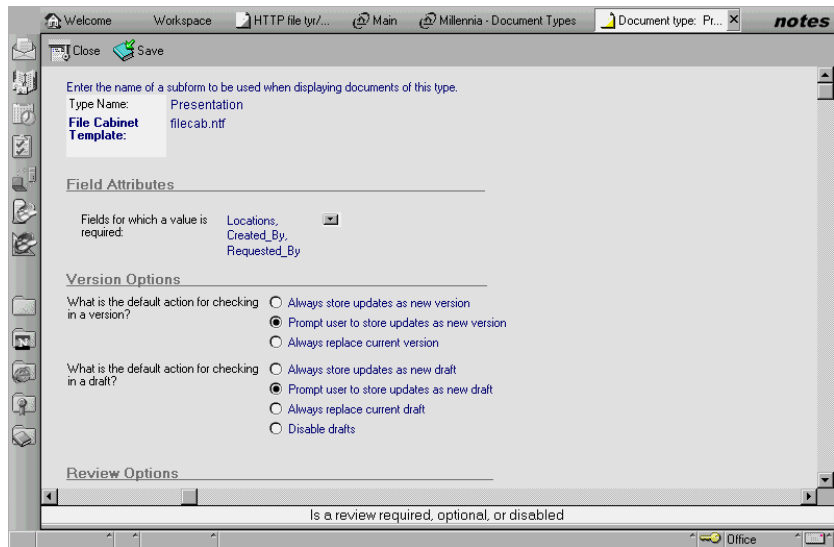 Welcome Workspace HTTP file tyr/... Main Millennia - Document Types Document type: Pr... notes
Close Save
Enter the name of a subform to be used when displaying documents of this type.
Type Name: Presentation
File Cabinet filecab.ntf
Template:
Field Attributes
Fields for which a value is Locations,
required: Created_By,
Requested_By
Version Options
What is the default action for checking Always store updates as new version
in a version? Prompt user to store updates as new version
Always replace current version
What is the default action for checking Always store updates as new draft
in a draft? Prompt user to store updates as new draft
Always replace current draft
Disable drafts
Review Options
Is a review required, optional, or disabled
Office